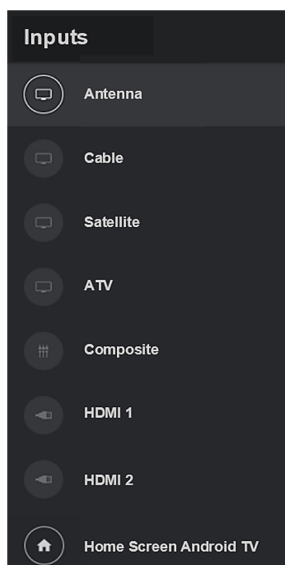 Inputs
Antenna
Cable
Satellite
ATV
Composite
HDMI 1
HDMI 2
Home Screen Android TV